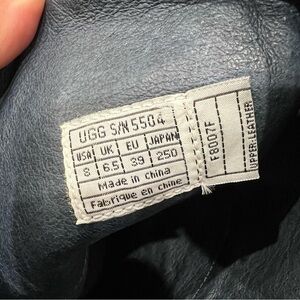 UGG S/N 5504
USA UK EU JAPAN
8 6.5 39 250
Made in china
Fabriqué en chine
F8007F
UPPER:LEATHER